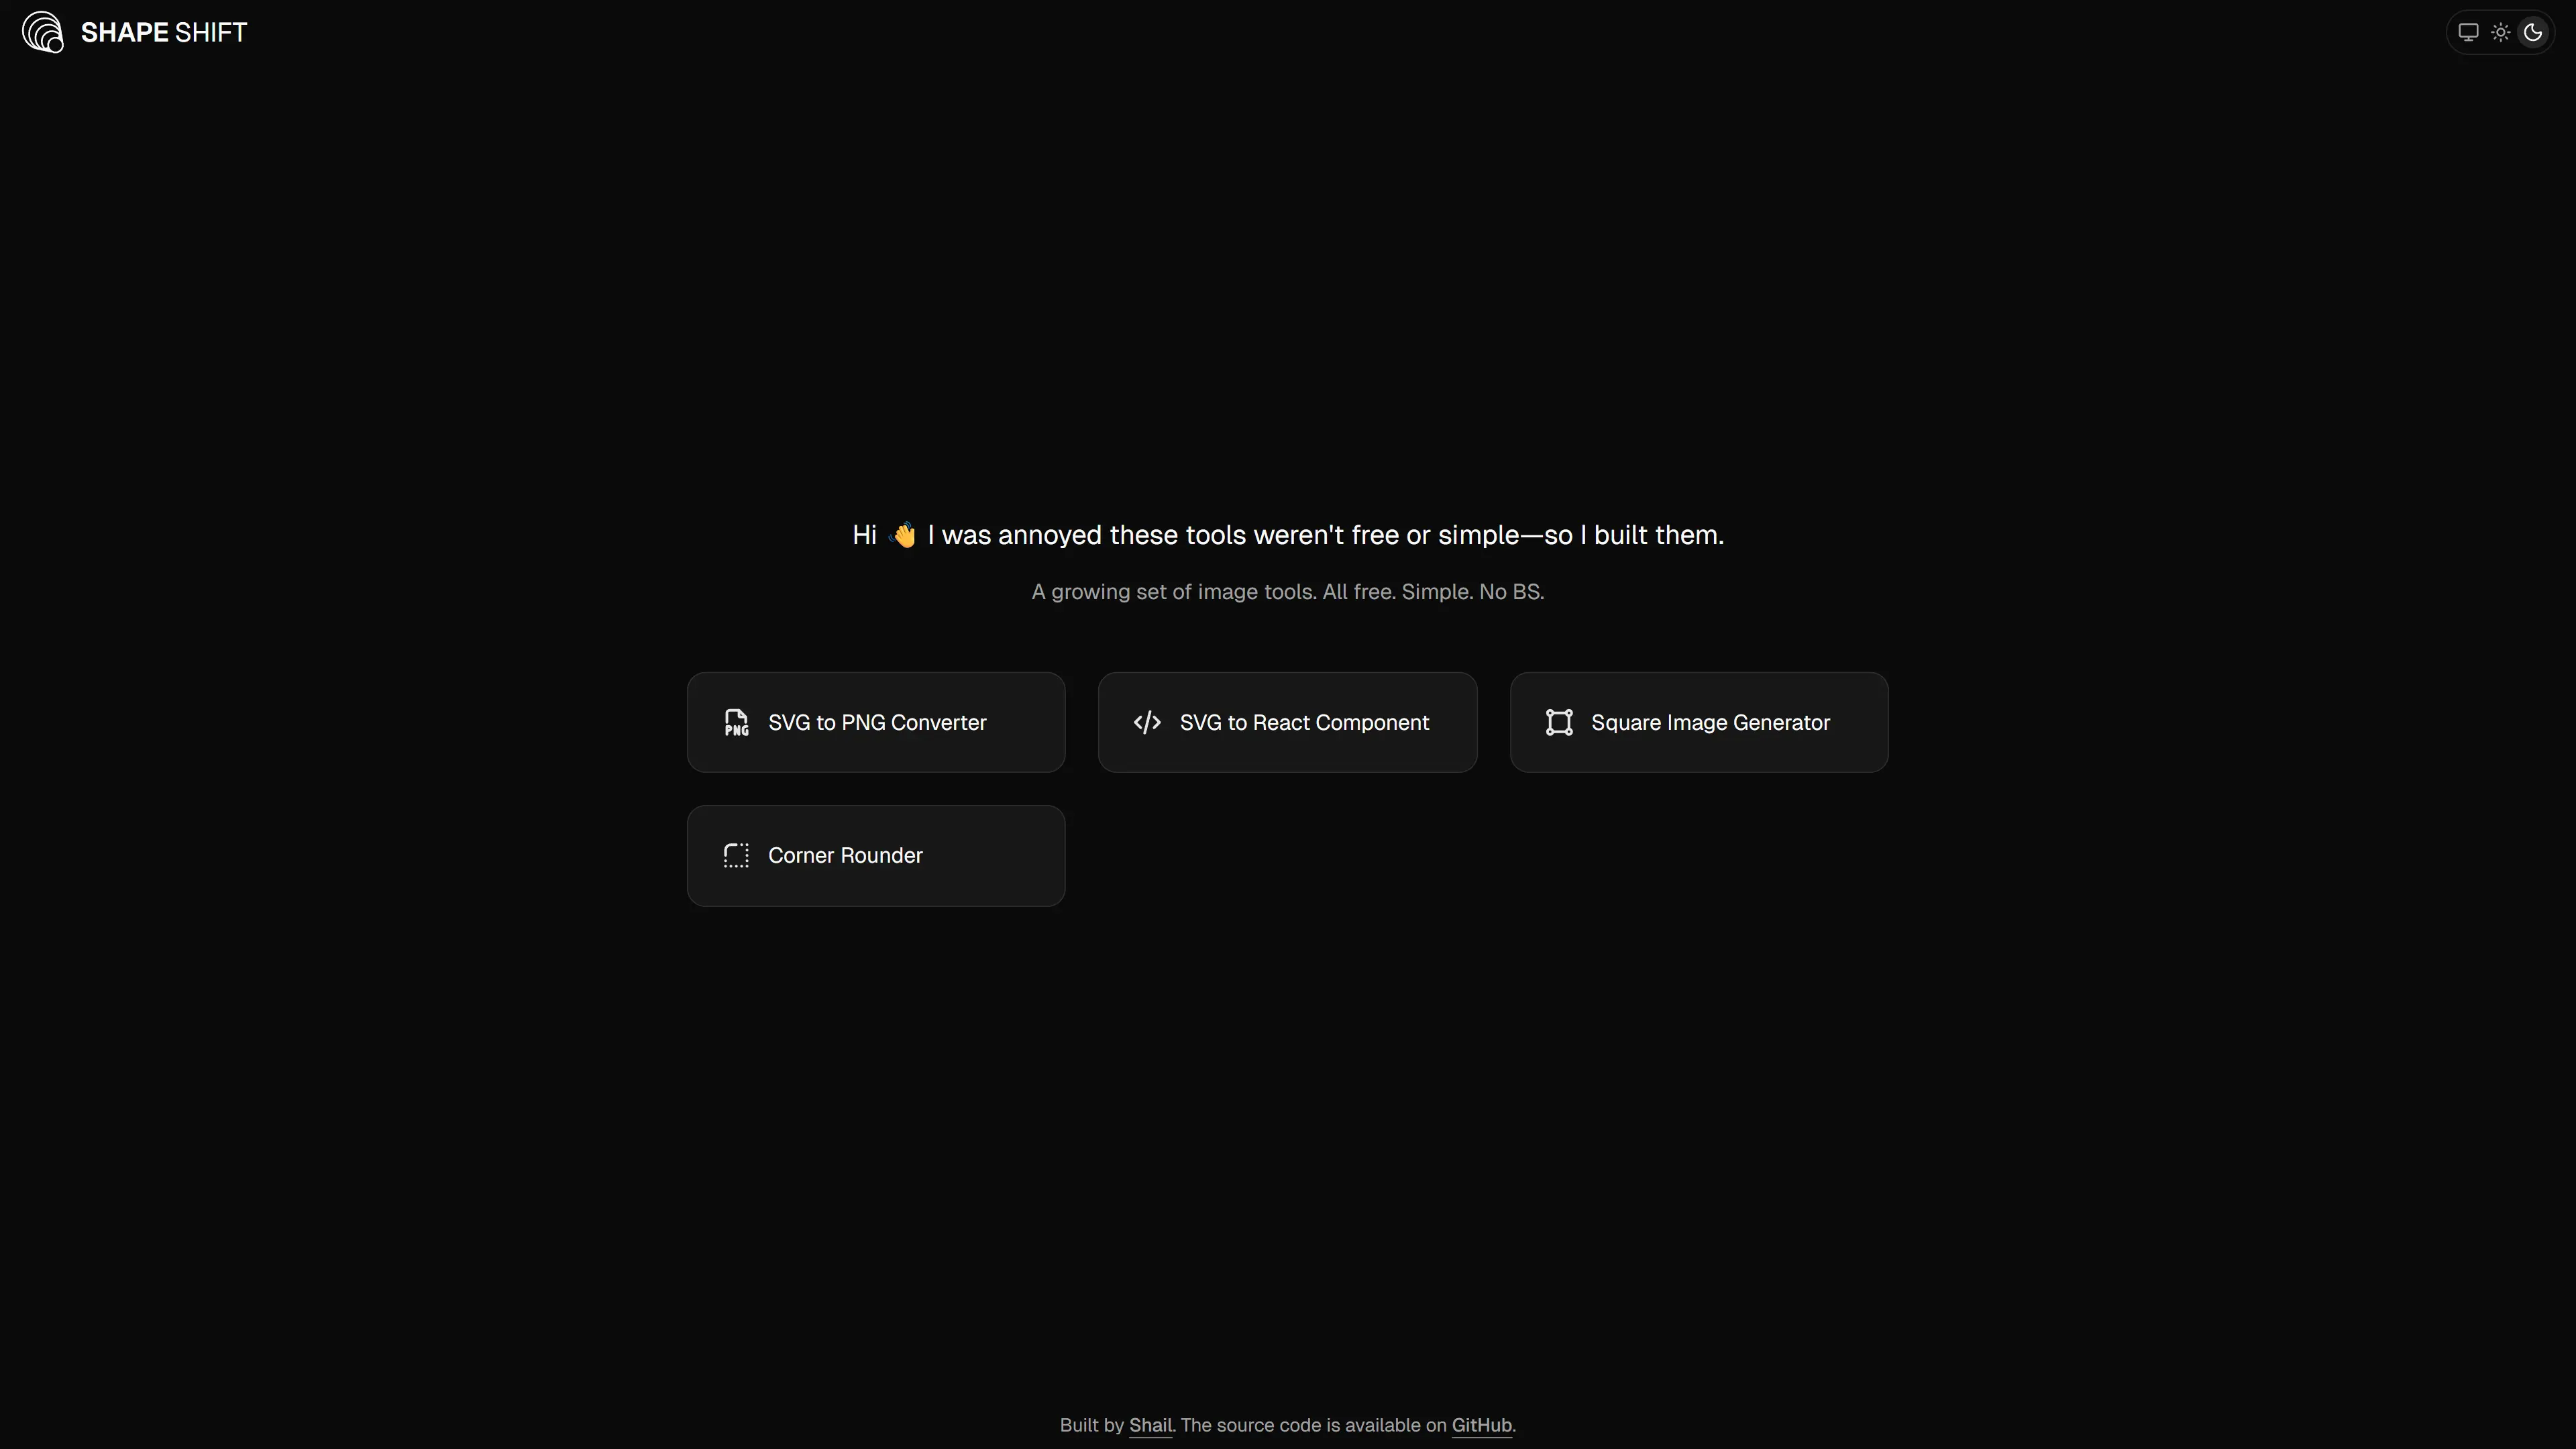 SHAPE SHIFT
Hi 👋 I was annoyed these tools weren't free or simple—so I built them.
A growing set of image tools. All free. Simple. No BS.
PNG SVG to PNG Converter
SVG to React Component
Square Image Generator
Corner Rounder
Built by Shail. The source code is available on GitHub.